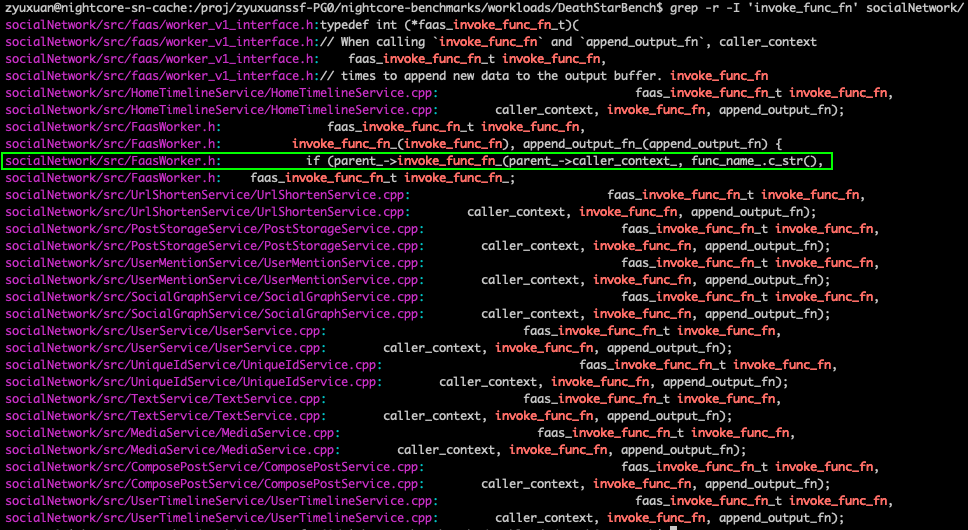 zyuxuan@nightcore-sn-cache:/proj/zyuxuanssf-PG0/nightcore-benchmarks/workloads/DeathStarBench$ grep -r -I 'invoke_func_fn' socialNetwork/
socialNetwork/src/faas/worker_v1_interface.h:typedef int (*faas_invoke_func_fn_t)(
socialNetwork/src/faas/worker_v1_interface.h:// When calling `invoke_func_fn` and `append_output_fn`, caller_context
socialNetwork/src/faas/worker_v1_interface.h:    faas_invoke_func_fn_t invoke_func_fn,
socialNetwork/src/faas/worker_v1_interface.h:// times to append new data to the output buffer. invoke_func_fn
socialNetwork/src/HomeTimelineService/HomeTimelineService.cpp:                            faas_invoke_func_fn_t invoke_func_fn,
socialNetwork/src/HomeTimelineService/HomeTimelineService.cpp:        caller_context, invoke_func_fn, append_output_fn);
socialNetwork/src/FaasWorker.h:               faas_invoke_func_fn_t invoke_func_fn,
socialNetwork/src/FaasWorker.h:          invoke_func_fn_(invoke_func_fn), append_output_fn_(append_output_fn) {
socialNetwork/src/FaasWorker.h:            if (parent_->invoke_func_fn_(parent_->caller_context_, func_name_.c_str(),
socialNetwork/src/FaasWorker.h:    faas_invoke_func_fn_t invoke_func_fn_;
socialNetwork/src/UrlShortenService/UrlShortenService.cpp:                            faas_invoke_func_fn_t invoke_func_fn,
socialNetwork/src/UrlShortenService/UrlShortenService.cpp:        caller_context, invoke_func_fn, append_output_fn);
socialNetwork/src/PostStorageService/PostStorageService.cpp:                            faas_invoke_func_fn_t invoke_func_fn,
socialNetwork/src/PostStorageService/PostStorageService.cpp:        caller_context, invoke_func_fn, append_output_fn);
socialNetwork/src/UserMentionService/UserMentionService.cpp:                            faas_invoke_func_fn_t invoke_func_fn,
socialNetwork/src/UserMentionService/UserMentionService.cpp:        caller_context, invoke_func_fn, append_output_fn);
socialNetwork/src/SocialGraphService/SocialGraphService.cpp:                            faas_invoke_func_fn_t invoke_func_fn,
socialNetwork/src/SocialGraphService/SocialGraphService.cpp:        caller_context, invoke_func_fn, append_output_fn);
socialNetwork/src/UserService/UserService.cpp:                            faas_invoke_func_fn_t invoke_func_fn,
socialNetwork/src/UserService/UserService.cpp:        caller_context, invoke_func_fn, append_output_fn);
socialNetwork/src/UniqueIdService/UniqueIdService.cpp:                            faas_invoke_func_fn_t invoke_func_fn,
socialNetwork/src/UniqueIdService/UniqueIdService.cpp:        caller_context, invoke_func_fn, append_output_fn);
socialNetwork/src/TextService/TextService.cpp:                            faas_invoke_func_fn_t invoke_func_fn,
socialNetwork/src/TextService/TextService.cpp:        caller_context, invoke_func_fn, append_output_fn);
socialNetwork/src/MediaService/MediaService.cpp:                            faas_invoke_func_fn_t invoke_func_fn,
socialNetwork/src/MediaService/MediaService.cpp:        caller_context, invoke_func_fn, append_output_fn);
socialNetwork/src/ComposePostService/ComposePostService.cpp:                            faas_invoke_func_fn_t invoke_func_fn,
socialNetwork/src/ComposePostService/ComposePostService.cpp:        caller_context, invoke_func_fn, append_output_fn);
socialNetwork/src/UserTimelineService/UserTimelineService.cpp:                            faas_invoke_func_fn_t invoke_func_fn,
socialNetwork/src/UserTimelineService/UserTimelineService.cpp:        caller_context, invoke_func_fn, append_output_fn);